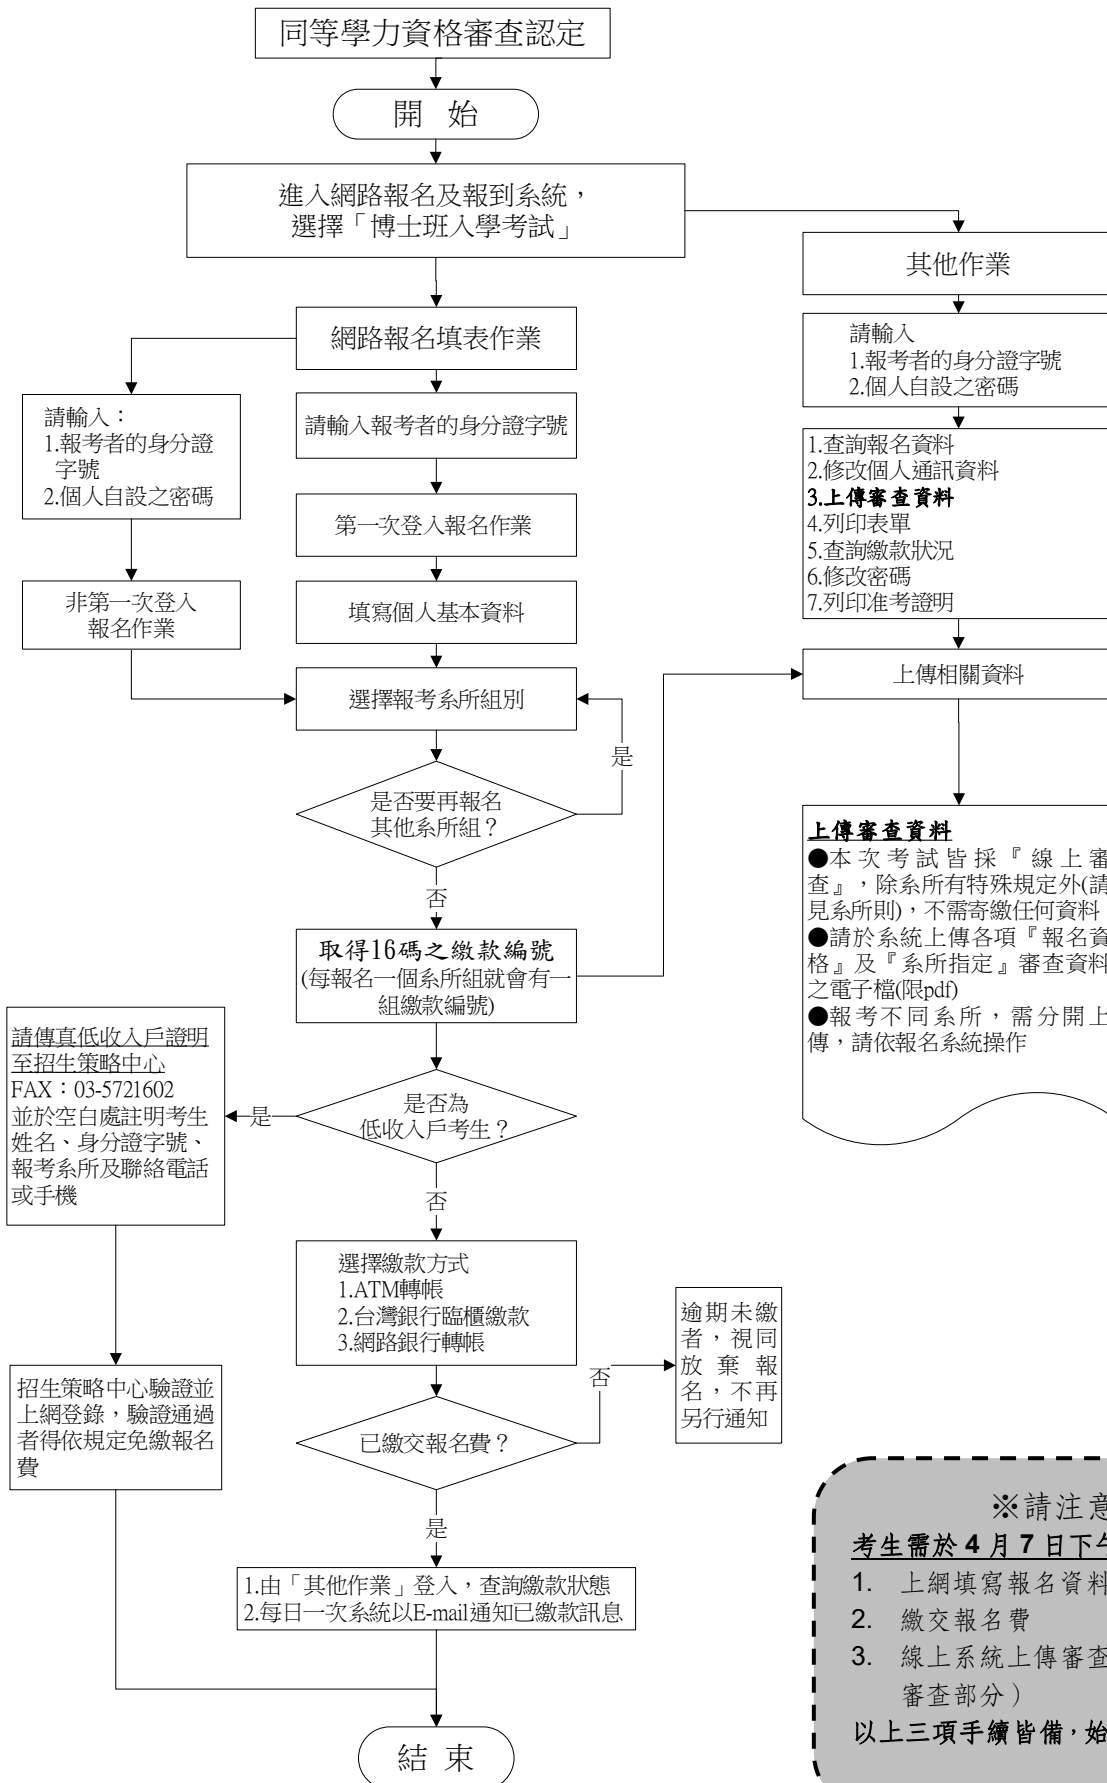 同等學力資格審查認定
開 始
進入網路報名及報到系統，
選擇「博士班入學考試」
其他作業
請輸入
1.報考者的身分證字號
2.個人自設之密碼
網路報名填表作業
請輸入：
1.報考者的身分證
字號
2.個人自設之密碼
請輸入報考者的身分證字號
1.查詢報名資料
2.修改個人通訊資料
3.上傳審查資料
4.列印表單
5.查詢繳款狀況
6.修改密碼
7.列印准考證明
第一次登入報名作業
非第一次登入
報名作業
填寫個人基本資料
選擇報考系所組別
上傳相關資料
是
是否要再報名
其他系所組？
否
上傳審查資料
●本次考試皆採『線上審
查』，除系所有特殊規定外(請
見系所則)，不需寄繳任何資料
●請於系統上傳各項『報名資
格』及『系所指定』審查資料
之電子檔(限pdf)
●報考不同系所，需分開上
傳，請依報名系統操作
取得16碼之繳款編號
(每報名一個系所組就會有一
組繳款編號)
請傳真低收入戶證明
至招生策略中心
FAX：03-5721602
並於空白處註明考生
姓名、身分證字號、
報考系所及聯絡電話
或手機
是
是否為
低收入戶考生？
否
選擇繳款方式
1.ATM轉帳
2.台灣銀行臨櫃繳款
3.網路銀行轉帳
逾期未繳
者，視同
放棄報
名，不再
另行通知
否
招生策略中心驗證並
上網登錄，驗證通過
者得依規定免繳報名
費
已繳交報名費？
是
1.由「其他作業」登入，查詢繳款狀態
2.每日一次系統以E-mail通知已繳款訊息
結 束
※請注意
考生需於 4 月 7 日下午
1. 上網填寫報名資料
2. 繳交報名費
3. 線上系統上傳審查
審查部分）
以上三項手續皆備，始